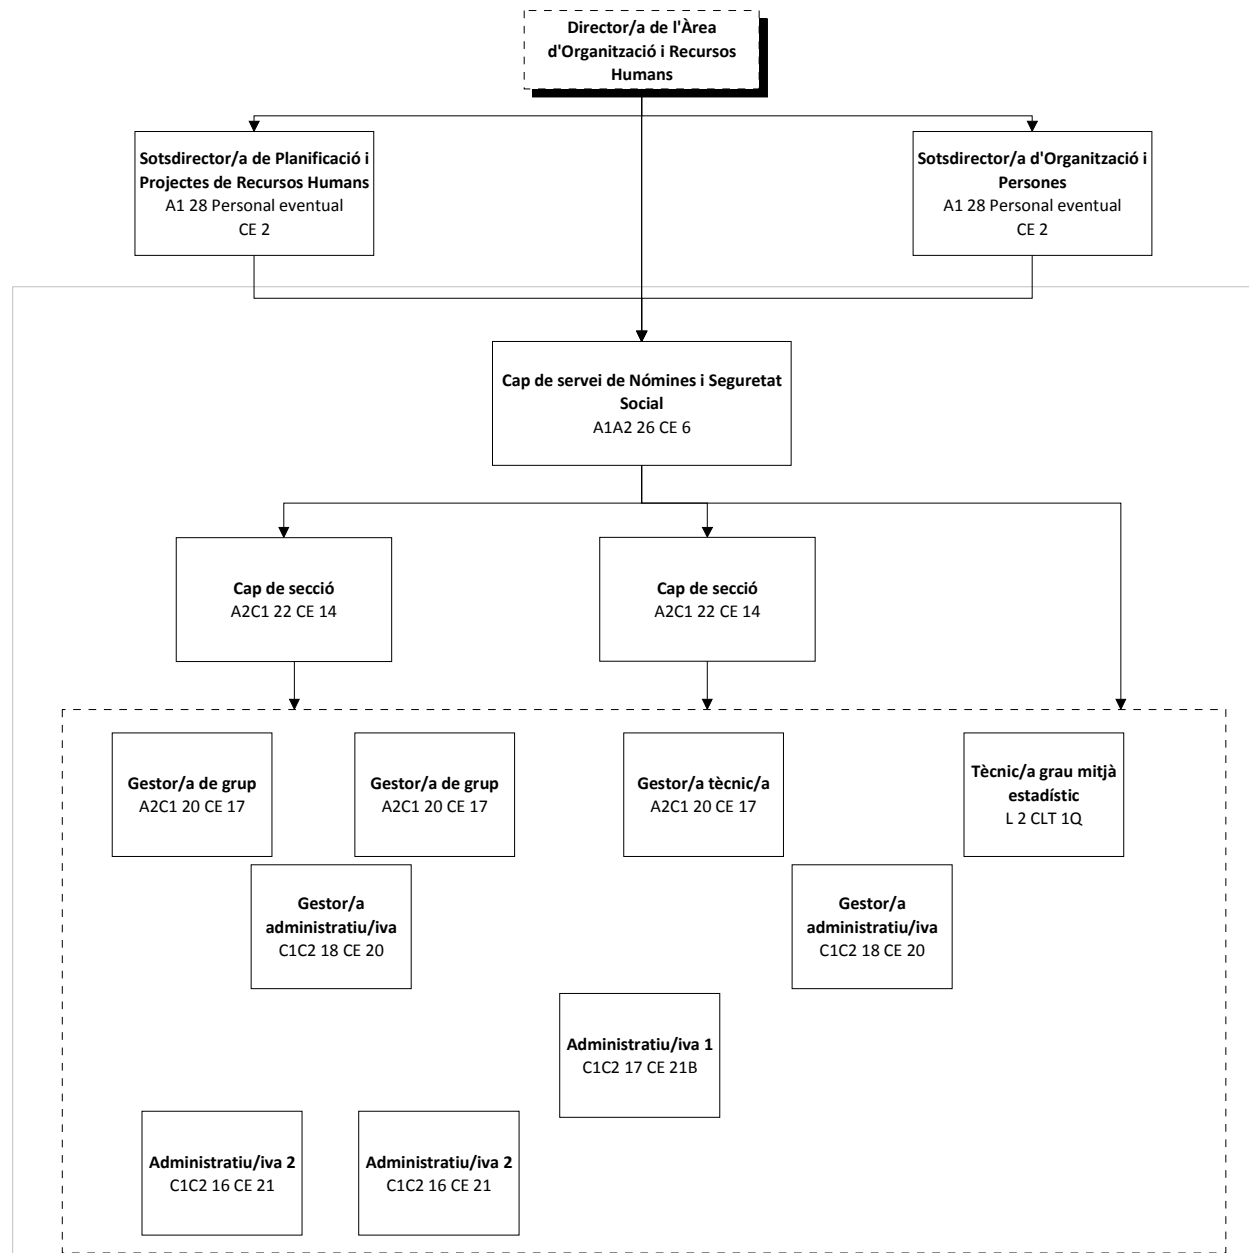 Director/a de l'Àrea
d'Organització i Recursos
Humans
Sotsdirector/a de Planificació i
Projectes de Recursos Humans
A1 28 Personal eventual
CE 2
Sotsdirector/a d'Organització i
Persones
A1 28 Personal eventual
CE 2
Cap de servei de Nómines i Seguretat
Social
A1A2 26 CE 6
Cap de secció
A2C1 22 CE 14
Cap de secció
A2C1 22 CE 14
Gestor/a de grup
A2C1 20 CE 17
Gestor/a de grup
A2C1 20 CE 17
Gestor/a tècnic/a
A2C1 20 CE 17
Tècnic/a grau mitjà
estadístic
L 2 CLT 1Q
Gestor/a
administratiu/iva
C1C2 18 CE 20
Gestor/a
administratiu/iva
C1C2 18 CE 20
Administratiu/iva 1
C1C2 17 CE 21B
Administratiu/iva 2
C1C2 16 CE 21
Administratiu/iva 2
C1C2 16 CE 21